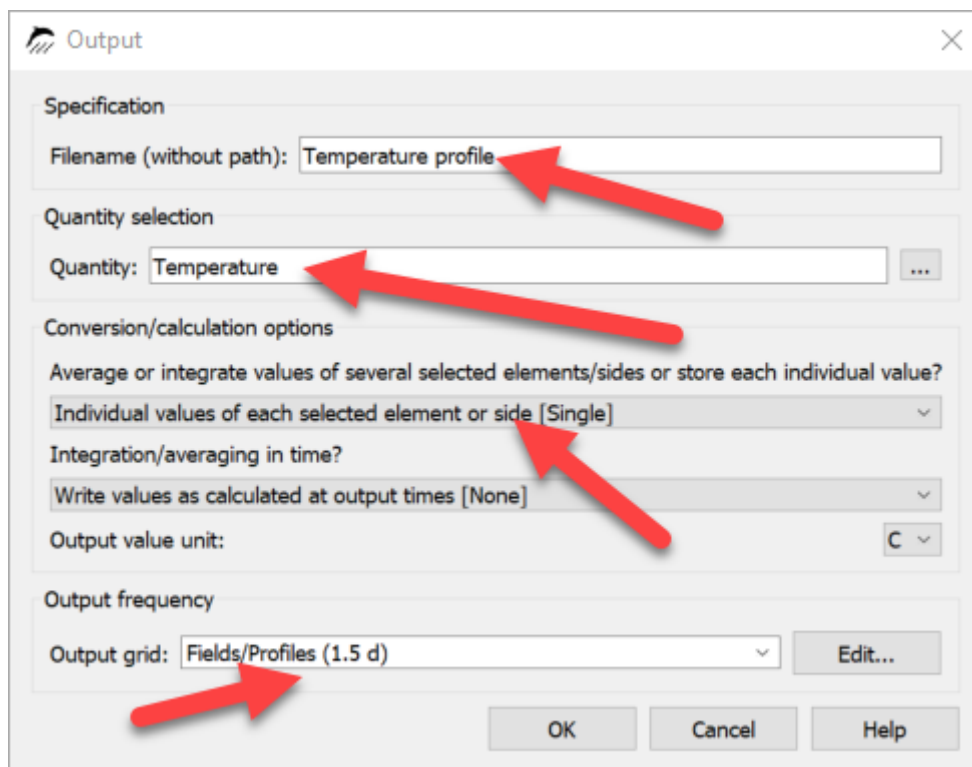 Output
Specification
Filename (without path): Temperature profile
Quantity selection
Quantity: Temperature ...
Conversion/calculation options
Average or integrate values of several selected elements/sides or store each individual value?
Individual values of each selected element or side [Single]
Integration/averaging in time?
Write values as calculated at output times [None]
Output value unit: C
Output frequency
Output grid: Fields/Profiles (1.5 d) Edit...
OK Cancel Help